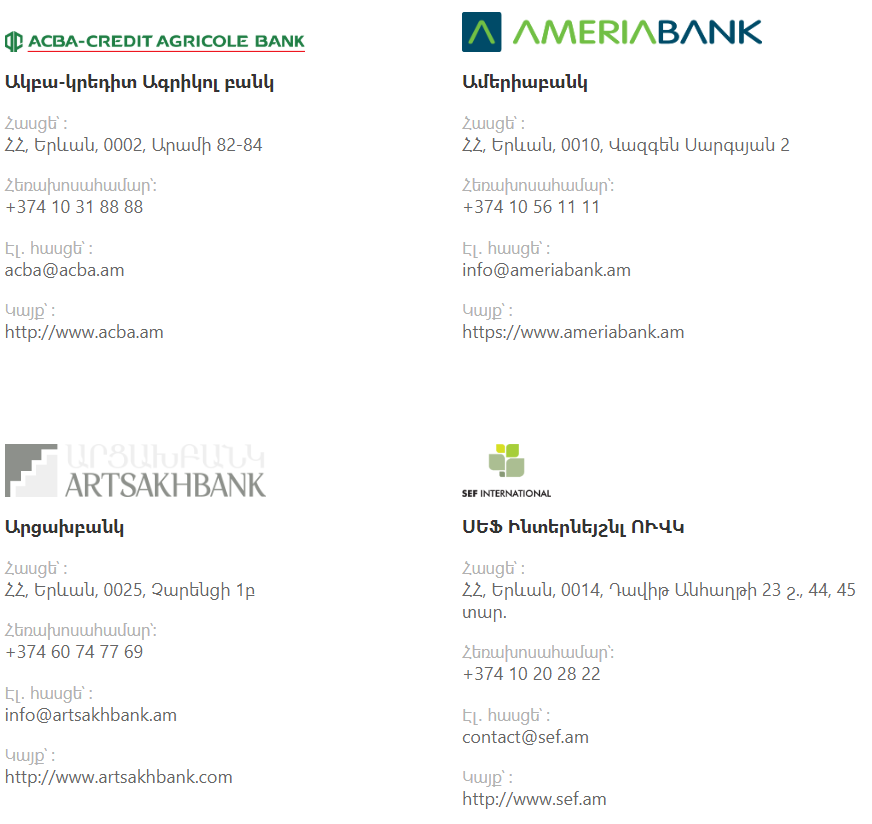 ACBA-CREDIT AGRICOLE BANK
Ակբա-կրեդիտ Ագրիկոլ բանկ
Հասցե՝ :
ՀՀ, Երևան, 0002, Արամի 82-84
Հեռախոսահամար՝:
+374 10 31 88 88
Էլ. հասցե՝ :
acba@acba.am
Կայք՝ :
http://www.acba.am
AMERIABANK
Ամերիաբանկ
Հասցե՝ :
ՀՀ, Երևան, 0010, Վազգեն Սարգսյան 2
Հեռախոսահամար՝:
+374 10 56 11 11
Էլ. հասցե՝ :
info@ameriabank.am
Կայք՝ :
https://www.ameriabank.am
ԱՐՑԱԽԲԱՆԿ
ARTSAKHBANK
Արցախբանկ
Հասցե՝ :
ՀՀ, Երևան, 0025, Չարենցի 1բ
Հեռախոսահամար՝:
+374 60 74 77 69
Էլ. հասցե՝ :
info@artsakhbank.am
Կայք՝ :
http://www.artsakhbank.com
SEF INTERNATIONAL
ՍԵՖ Ինտերնեյշնլ ՈՒՎԿ
Հասցե՝ :
ՀՀ, Երևան, 0014, Դավիթ Անհաղթի 23 շ., 44, 45
տար.
Հեռախոսահամար՝:
+374 10 20 28 22
Էլ. հասցե՝ :
contact@sef.am
Կայք՝ :
http://www.sef.am